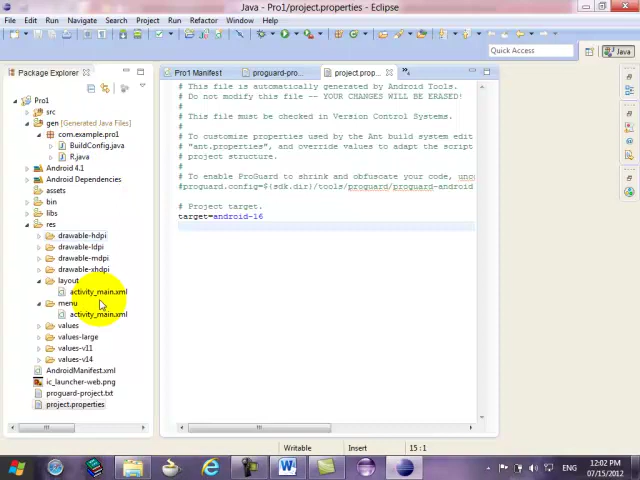 Java - Pro1/project.properties - Eclipse
File Edit Run Navigate Search Project Run Refactor Window Help
Quick Access
Java
Package Explorer
Pro1 Manifest
proguard-pro...
project.prop...
Pro1
src
gen [Generated Java Files]
com.example.pro1
BuildConfig.java
R.java
Android 4.1
Android Dependencies
assets
bin
libs
res
drawable-hdpi
drawable-ldpi
drawable-mdpi
drawable-xhdpi
layout
activity_main.xml
menu
activity_main.xml
values
values-large
values-v11
values-v14
AndroidManifest.xml
ic_launcher-web.png
proguard-project.txt
project.properties
# This file is automatically generated by Android Tools.
# Do not modify this file -- YOUR CHANGES WILL BE ERASED!
#
# This file must be checked in Version Control Systems.
#
# To customize properties used by the Ant build system edit
# "ant.properties", and override values to adapt the script
# project structure.
#
# To enable ProGuard to shrink and obfuscate your code, unco
#proguard.config=${sdk.dir}/tools/proguard/proguard-android
# Project target.
target=android-16
Writable
Insert
15 : 1
ENG
12:02 PM
07/15/2012